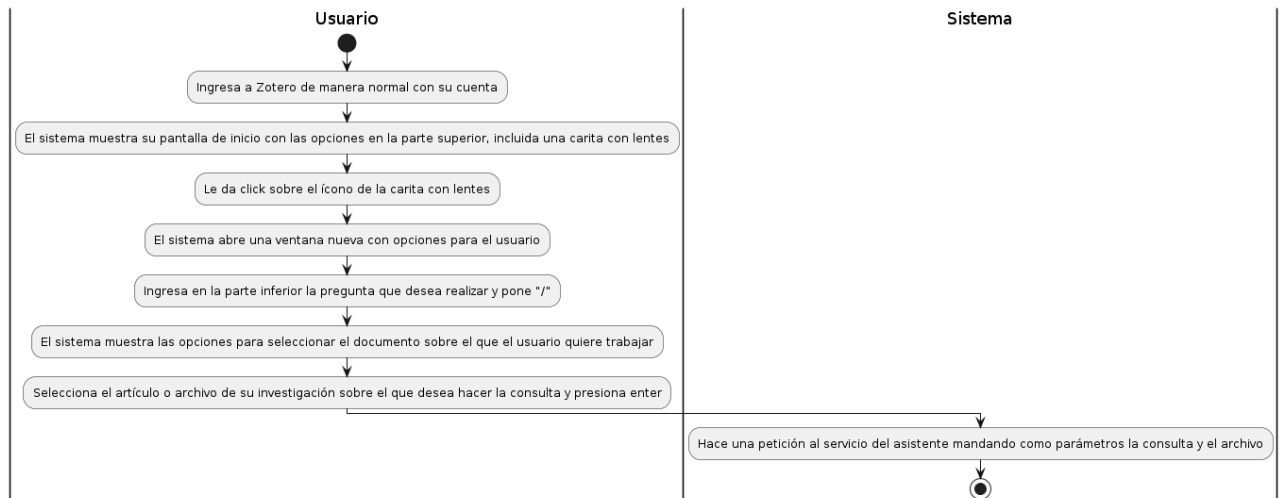 Usuario
Sistema
Ingresa a Zotero de manera normal con su cuenta
El sistema muestra su pantalla de inicio con las opciones en la parte superior, incluida una carita con lentes
Le da click sobre el ícono de la carita con lentes
El sistema abre una ventana nueva con opciones para el usuario
Ingresa en la parte inferior la pregunta que desea realizar y pone "/"
El sistema muestra las opciones para seleccionar el documento sobre el que el usuario quiere trabajar
Selecciona el artículo o archivo de su investigación sobre el que desea hacer la consulta y presiona enter
Hace una petición al servicio del asistente mandando como parámetros la consulta y el archivo